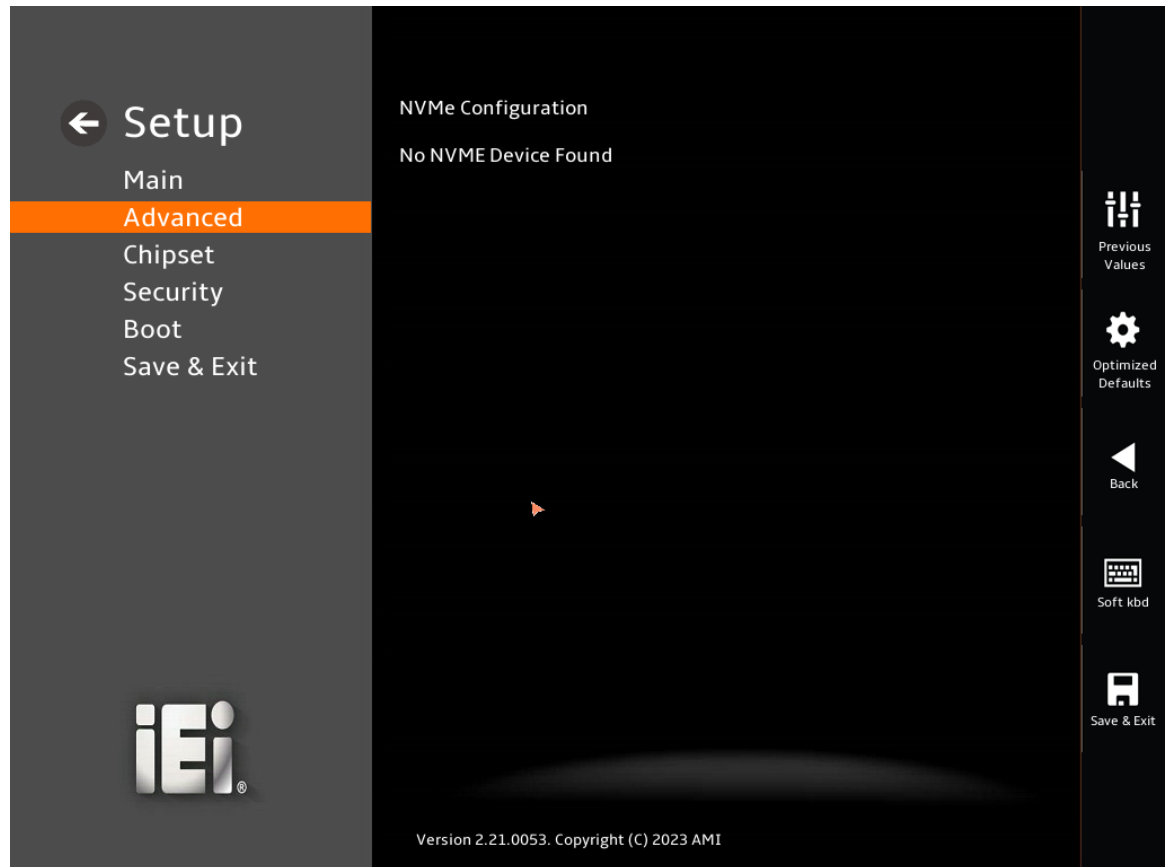 Setup
Main
Advanced
Chipset
Security
Boot
Save & Exit
iEi®
NVMe Configuration
No NVME Device Found
Version 2.21.0053. Copyright (C) 2023 AMI
Previous
Values
Optimized
Defaults
Back
Soft kbd
Save & Exit